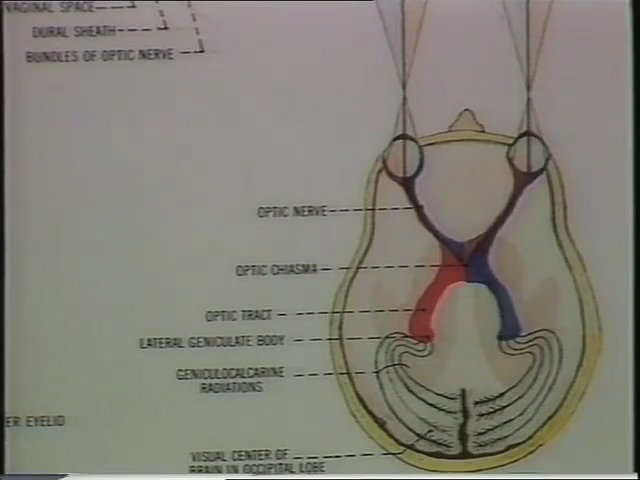 VAGINAL SPACE
DURAL SHEATH
BUNDLES OF OPTIC NERVE
OPTIC NERVE
OPTIC CHIASMA
OPTIC TRACT
LATERAL GENICULATE BODY
GENICULOCALCARINE
RADIATIONS
ER EYELID
VISUAL CENTER OF
BRAIN IN OCCIPITAL LOBE